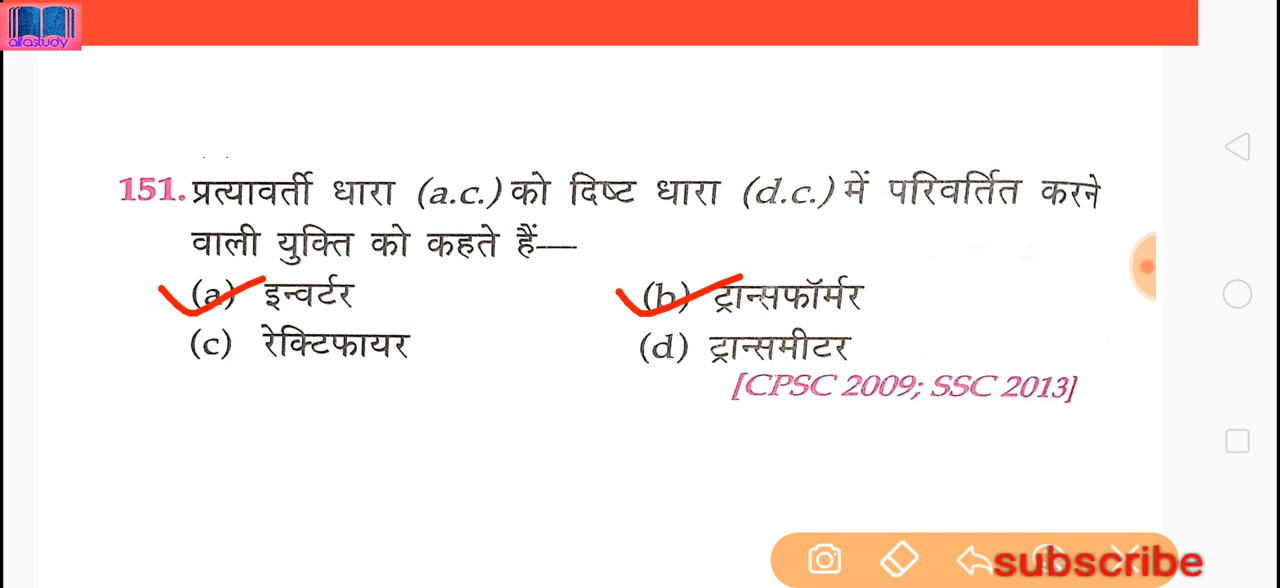 alfastudy
151. प्रत्यावर्ती धारा (a.c.) को दिष्ट धारा (d.c.) में परिवर्तित करने
वाली युक्ति को कहते हैं—
(a) इन्वर्टर (b) ट्रान्सफॉर्मर
(c) रेक्टिफायर (d) ट्रान्समीटर
[CPSC 2009; SSC 2013]
subscribe